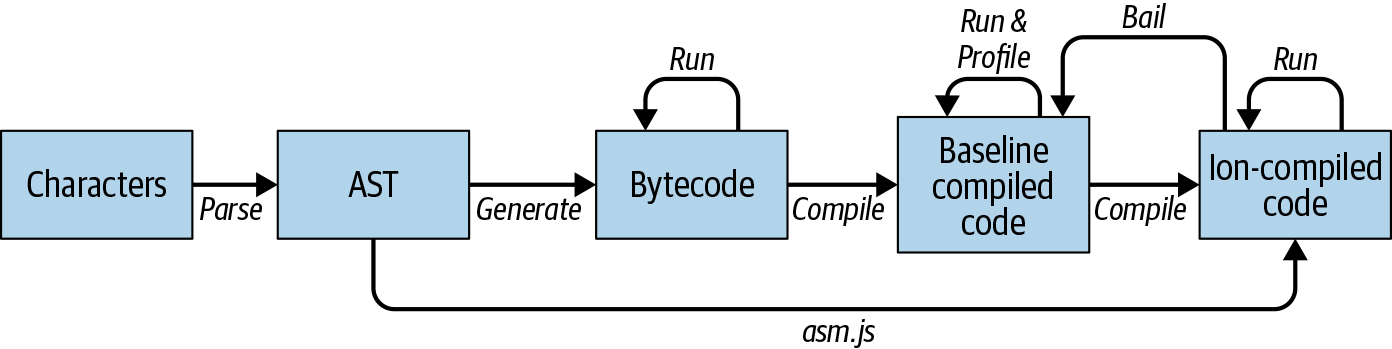 Run
Run &
Profile
Bail
Run
Characters
Parse
AST
Generate
Bytecode
Compile
Baseline
compiled
code
Compile
Ion-compiled
code
asm.js